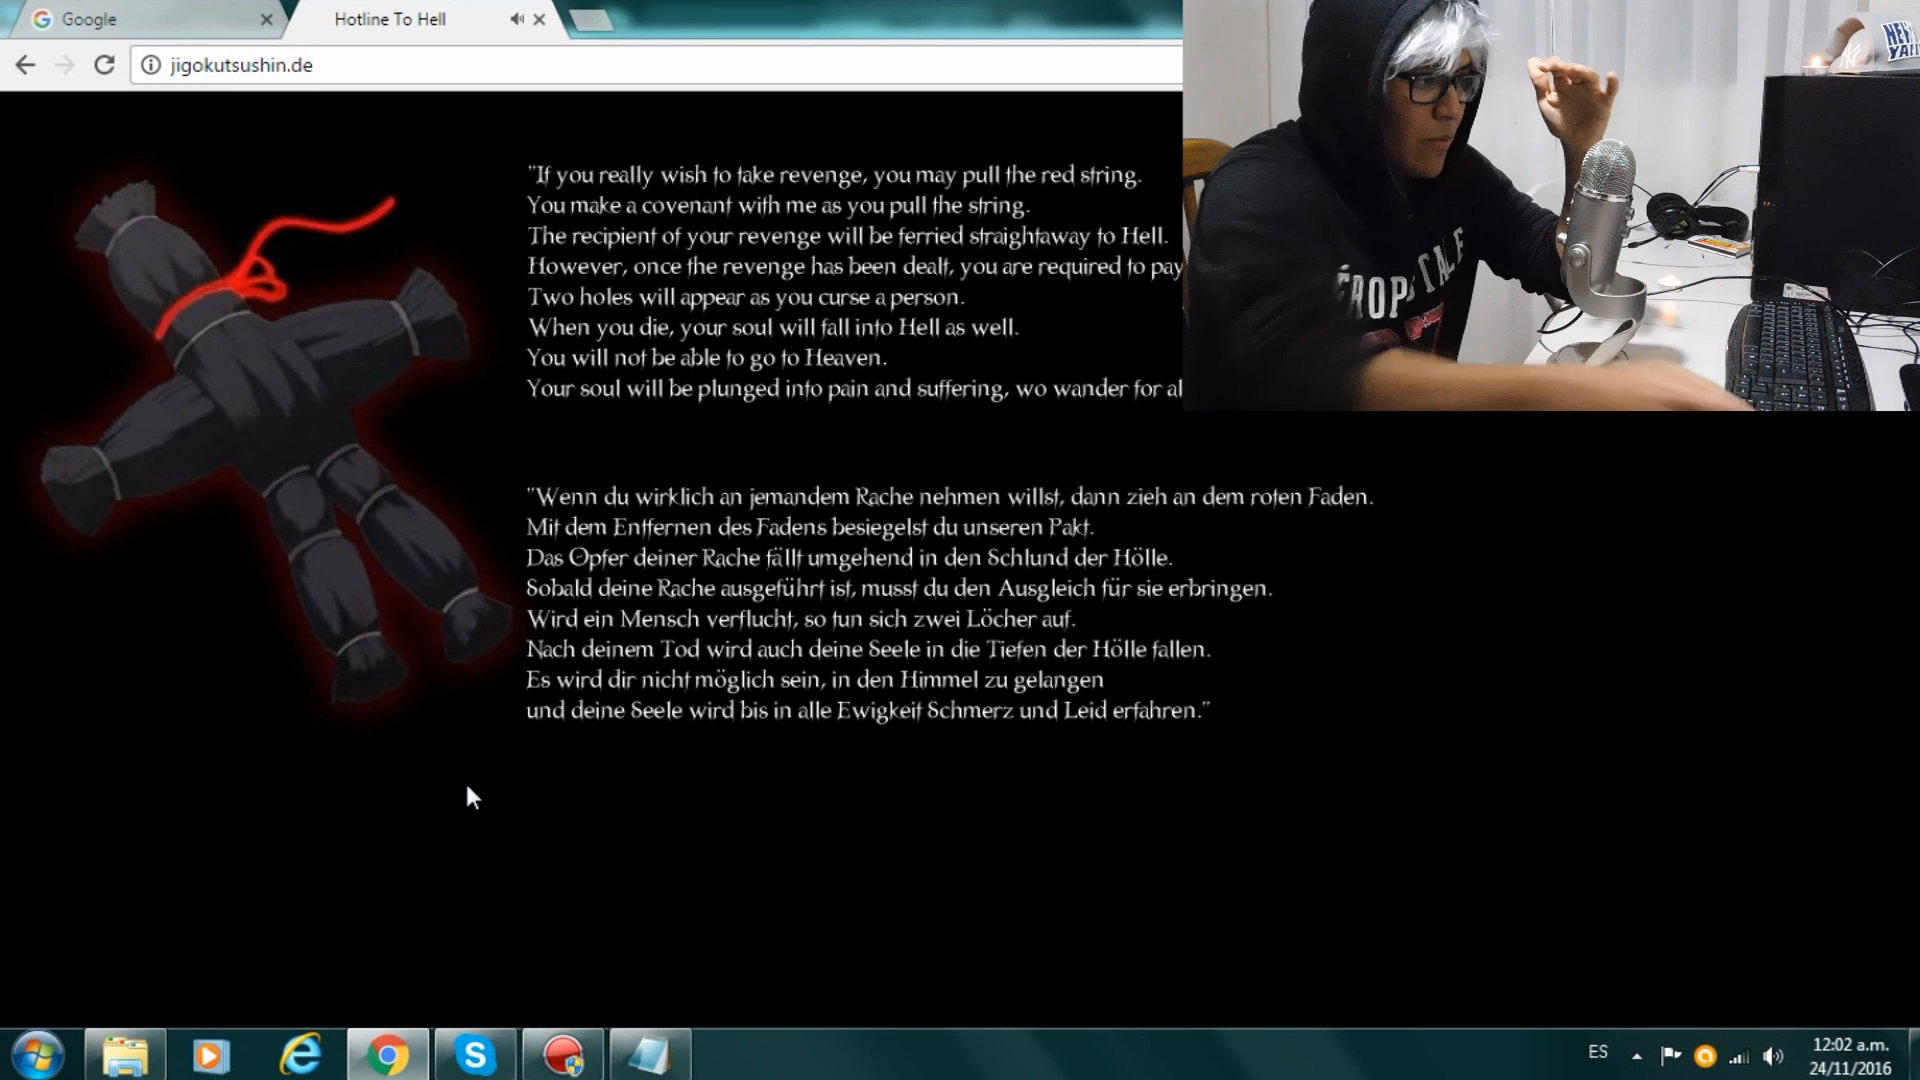 Google
Hotline To Hell
jigokutsushin.de
"If you really wish to take revenge, you may pull the red string.
You make a covenant with me as you pull the string.
The recipient of your revenge will be ferried straightaway to Hell.
However, once the revenge has been dealt, you are required to pay
Two holes will appear as you curse a person.
When you die, your soul will fall into Hell as well.
You will not be able to go to Heaven.
Your soul will be plunged into pain and suffering, wo wander for al
"Wenn du wirklich an jemandem Rache nehmen willst, dann zieh an dem roten Faden.
Mit dem Entfernen des Fadens besiegelst du unseren Pakt.
Das Opfer deiner Rache fällt umgehend in den Schlund der Hölle.
Sobald deine Rache ausgeführt ist, musst du den Ausgleich für sie erbringen.
Wird ein Mensch verflucht, so tun sich zwei Löcher auf.
Nach deinem Tod wird auch deine Seele in die Tiefen der Hölle fallen.
Es wird dir nicht möglich sein, in den Himmel zu gelangen
und deine Seele wird bis in alle Ewigkeit Schmerz und Leid erfahren."
ES
12:02 a.m.
24/11/2016